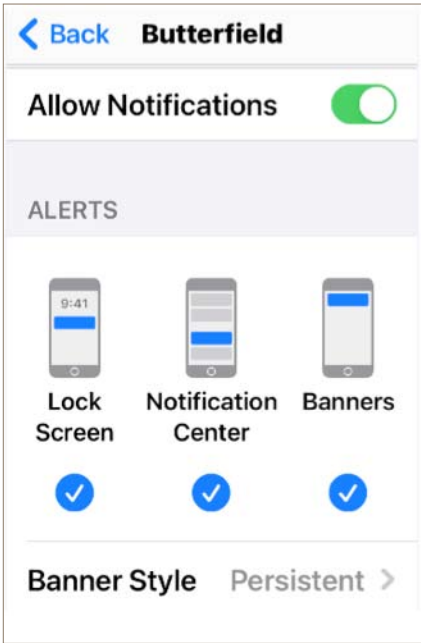 Back Butterfield
Allow Notifications
ALERTS
9:41
Lock Notification Banners
Screen Center
Banner Style Persistent